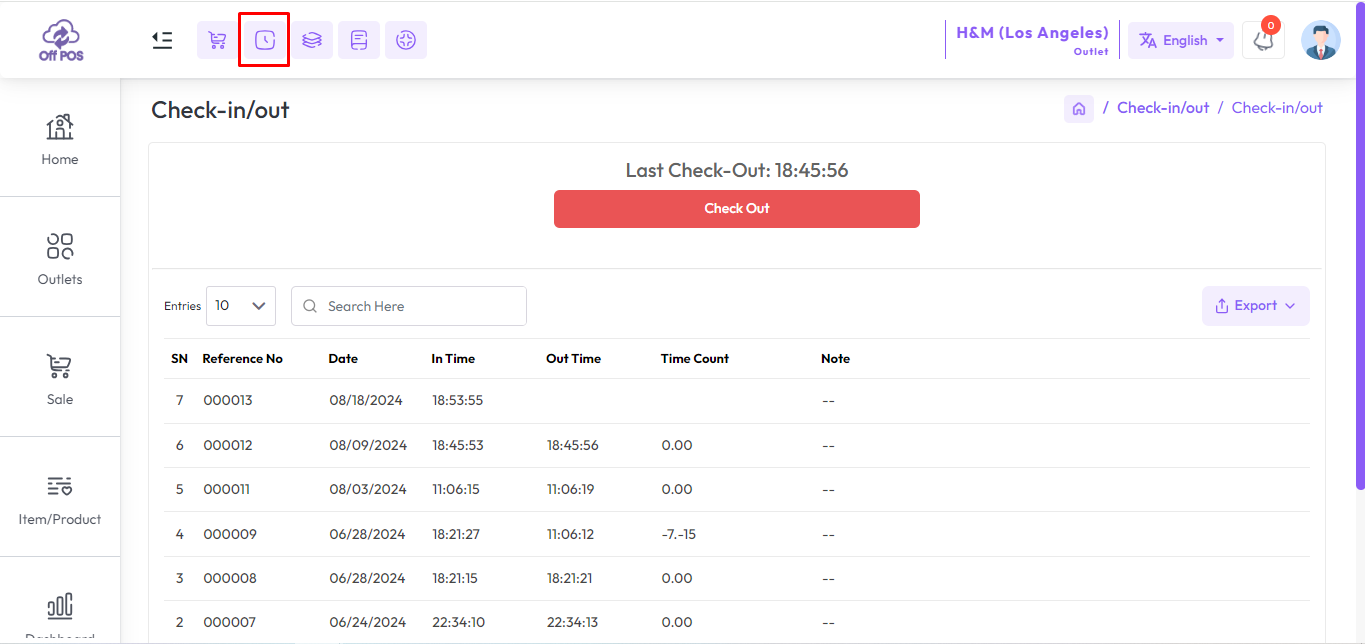 Off POS
H&M (Los Angeles)
Outlet
English
0
Home
Outlets
Sale
Item/Product
Dashboard
Check-in/out
/ Check-in/out / Check-in/out
Last Check-Out: 18:45:56
Check Out
Entries 10 Search Here Export
SN Reference No Date In Time Out Time Time Count Note
7 000013 08/18/2024 18:53:55 --
6 000012 08/09/2024 18:45:53 18:45:56 0.00 --
5 000011 08/03/2024 11:06:15 11:06:19 0.00 --
4 000009 06/28/2024 18:21:27 11:06:12 -7.-15 --
3 000008 06/28/2024 18:21:15 18:21:21 0.00 --
2 000007 06/24/2024 22:34:10 22:34:13 0.00 --